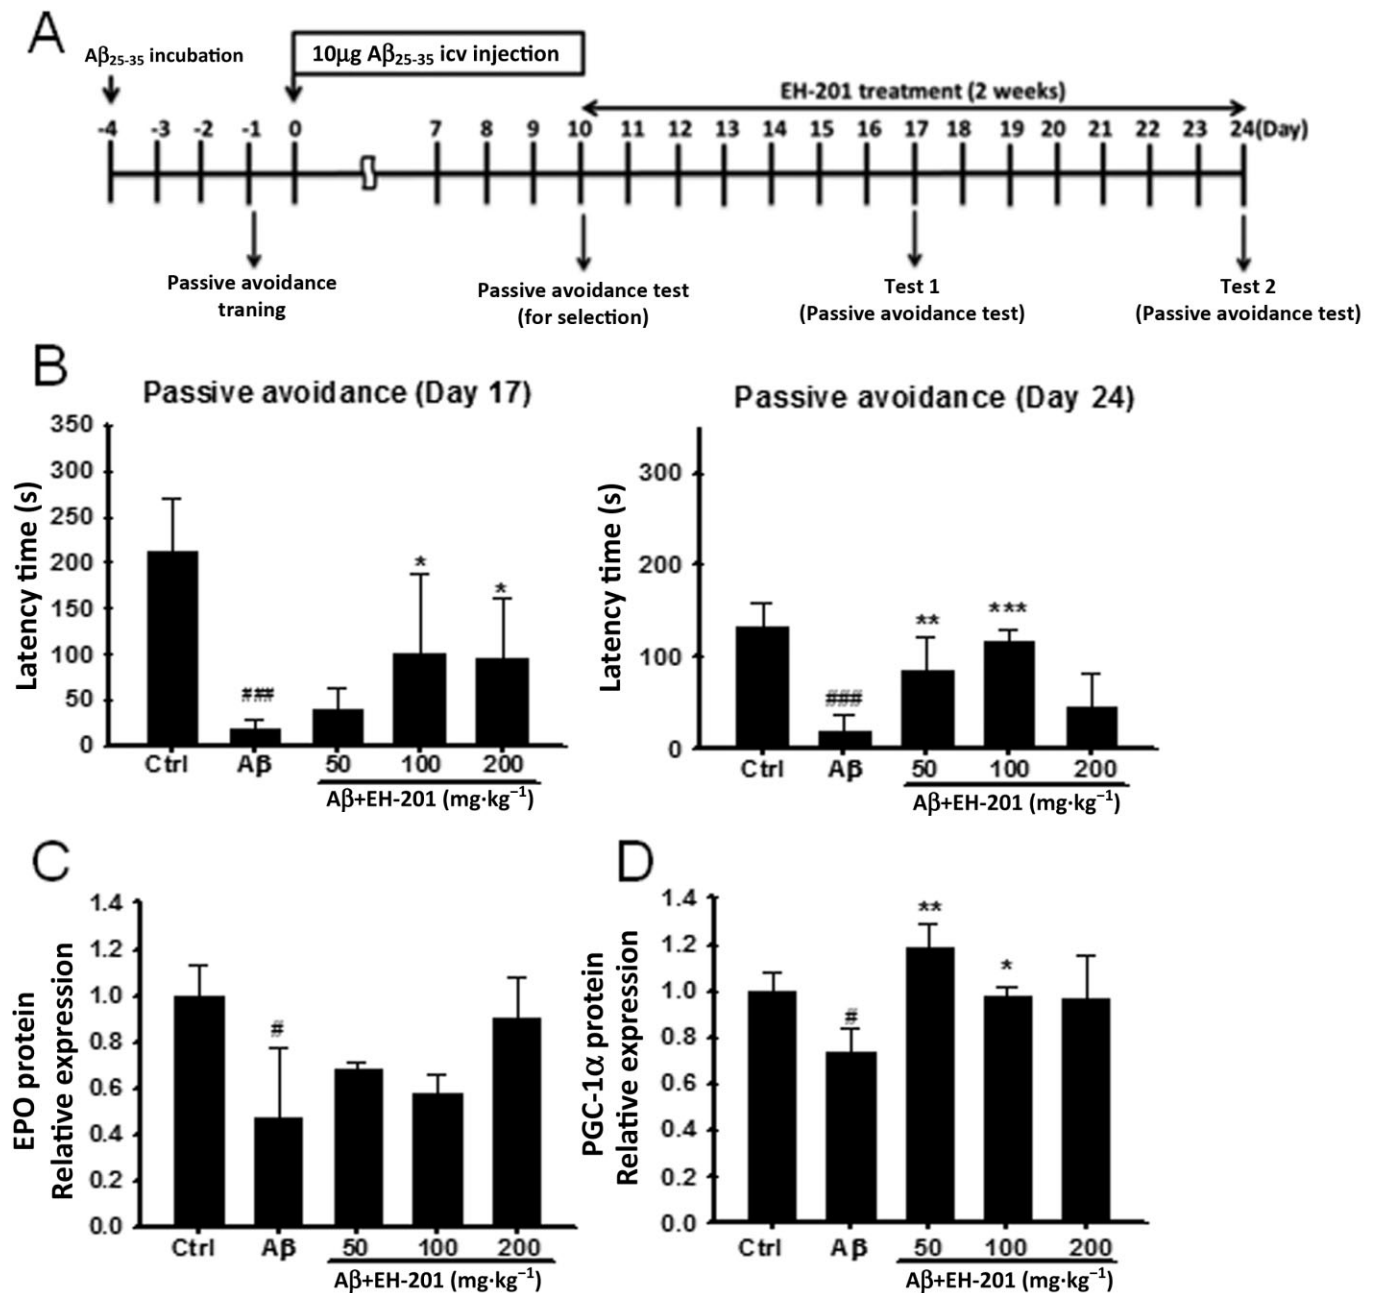 A
Aβ25-35 incubation
10μg Aβ25-35 icv injection
EH-201 treatment (2 weeks)
-4 -3 -2 -1 0 7 8 9 10 11 12 13 14 15 16 17 18 19 20 21 22 23 24(Day)
Passive avoidance
traning
Passive avoidance test
(for selection)
Test 1
(Passive avoidance test)
Test 2
(Passive avoidance test)
B
Passive avoidance (Day 17)
Latency time (s)
350
300
250
200
150
100
50
0
###
*
*
Ctrl Aβ 50 100 200
Aβ+EH-201 (mg·kg⁻¹)
Passive avoidance (Day 24)
Latency time (s)
300
200
100
0
###
**
***
Ctrl Aβ 50 100 200
Aβ+EH-201 (mg·kg⁻¹)
C
EPO protein
Relative expression
1.4
1.2
1.0
0.8
0.6
0.4
0.2
0.0
#
Ctrl Aβ 50 100 200
Aβ+EH-201 (mg·kg⁻¹)
D
PGC-1α protein
Relative expression
1.4
1.2
1.0
0.8
0.6
0.4
0.2
0.0
#
**
*
Ctrl Aβ 50 100 200
Aβ+EH-201 (mg·kg⁻¹)